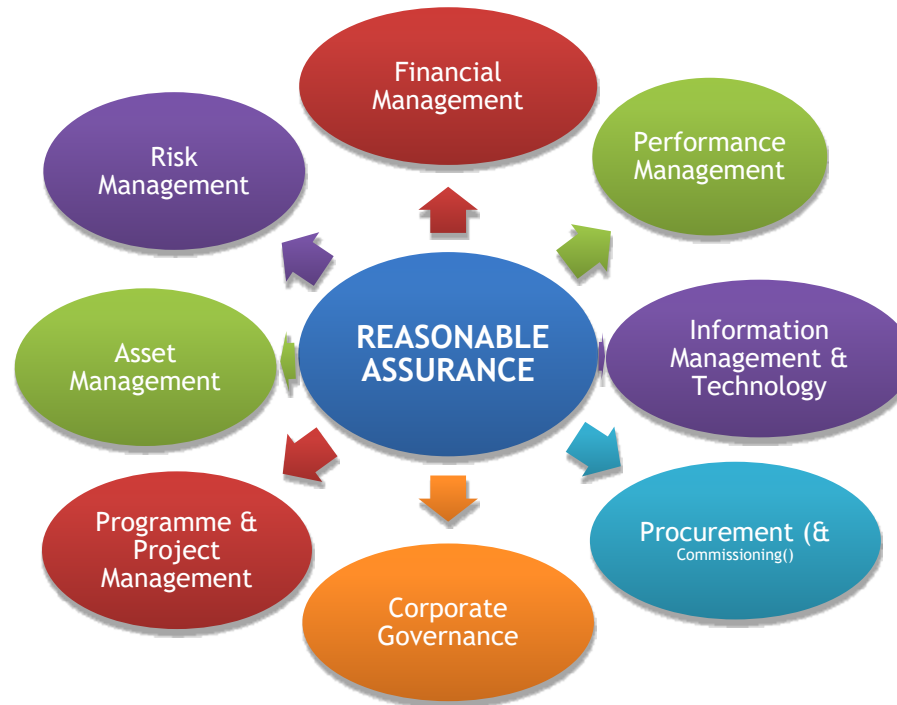 Financial
Management
Performance
Management
Risk
Management
REASONABLE
ASSURANCE
Information
Management &
Technology
Asset
Management
Programme &
Project
Management
Procurement (&
Commissioning()
Corporate
Governance